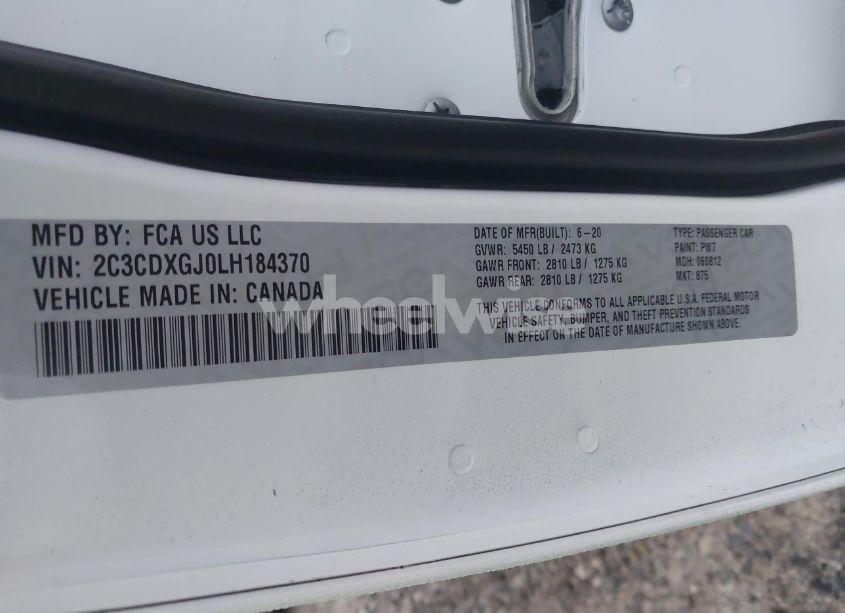 MFD BY: FCA US LLC
VIN: 2C3CDXGJ0LH184370
VEHICLE MADE IN: CANADA
DATE OF MFR(BUILT): 6-20
GVWR: 5450 LB / 2473 KG
GAWR FRONT: 2810 LB / 1275 KG
GAWR REAR: 2810 LB / 1275 KG
TYPE: PASSENGER CAR
PAINT: PW7
MDH: 060812
MKT: 875
THIS VEHICLE CONFORMS TO ALL APPLICABLE U.S.A. FEDERAL MOTOR
VEHICLE SAFETY, BUMPER, AND THEFT PREVENTION STANDARDS
IN EFFECT ON THE DATE OF MANUFACTURE SHOWN ABOVE.